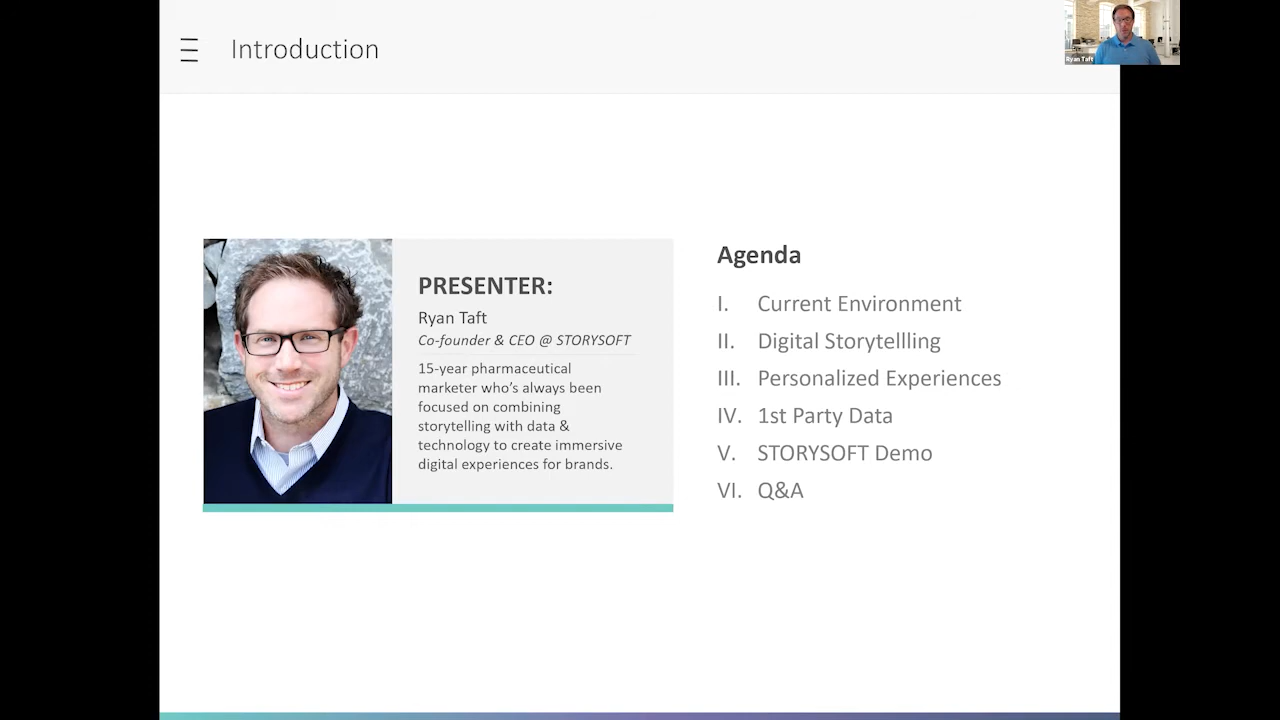 Introduction
Ryan Taft
PRESENTER:
Ryan Taft
Co-founder & CEO @ STORYSOFT
15-year pharmaceutical
marketer who's always been
focused on combining
storytelling with data &
technology to create immersive
digital experiences for brands.
Agenda
I. Current Environment
II. Digital Storytellling
III. Personalized Experiences
IV. 1st Party Data
V. STORYSOFT Demo
VI. Q&A